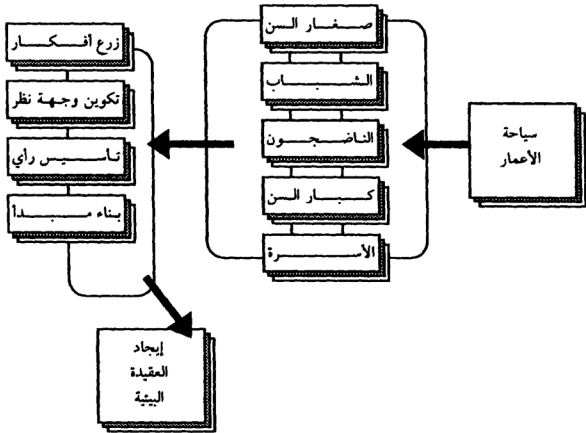 سياحة
الأعمار
صغار السن
الشباب
الناضجون
كبار السن
الأسرة
زرع أفكار
تكوين وجهة نظر
تأسيس رأي
بناء مبدأ
إيجاد
العقيدة
البيئية